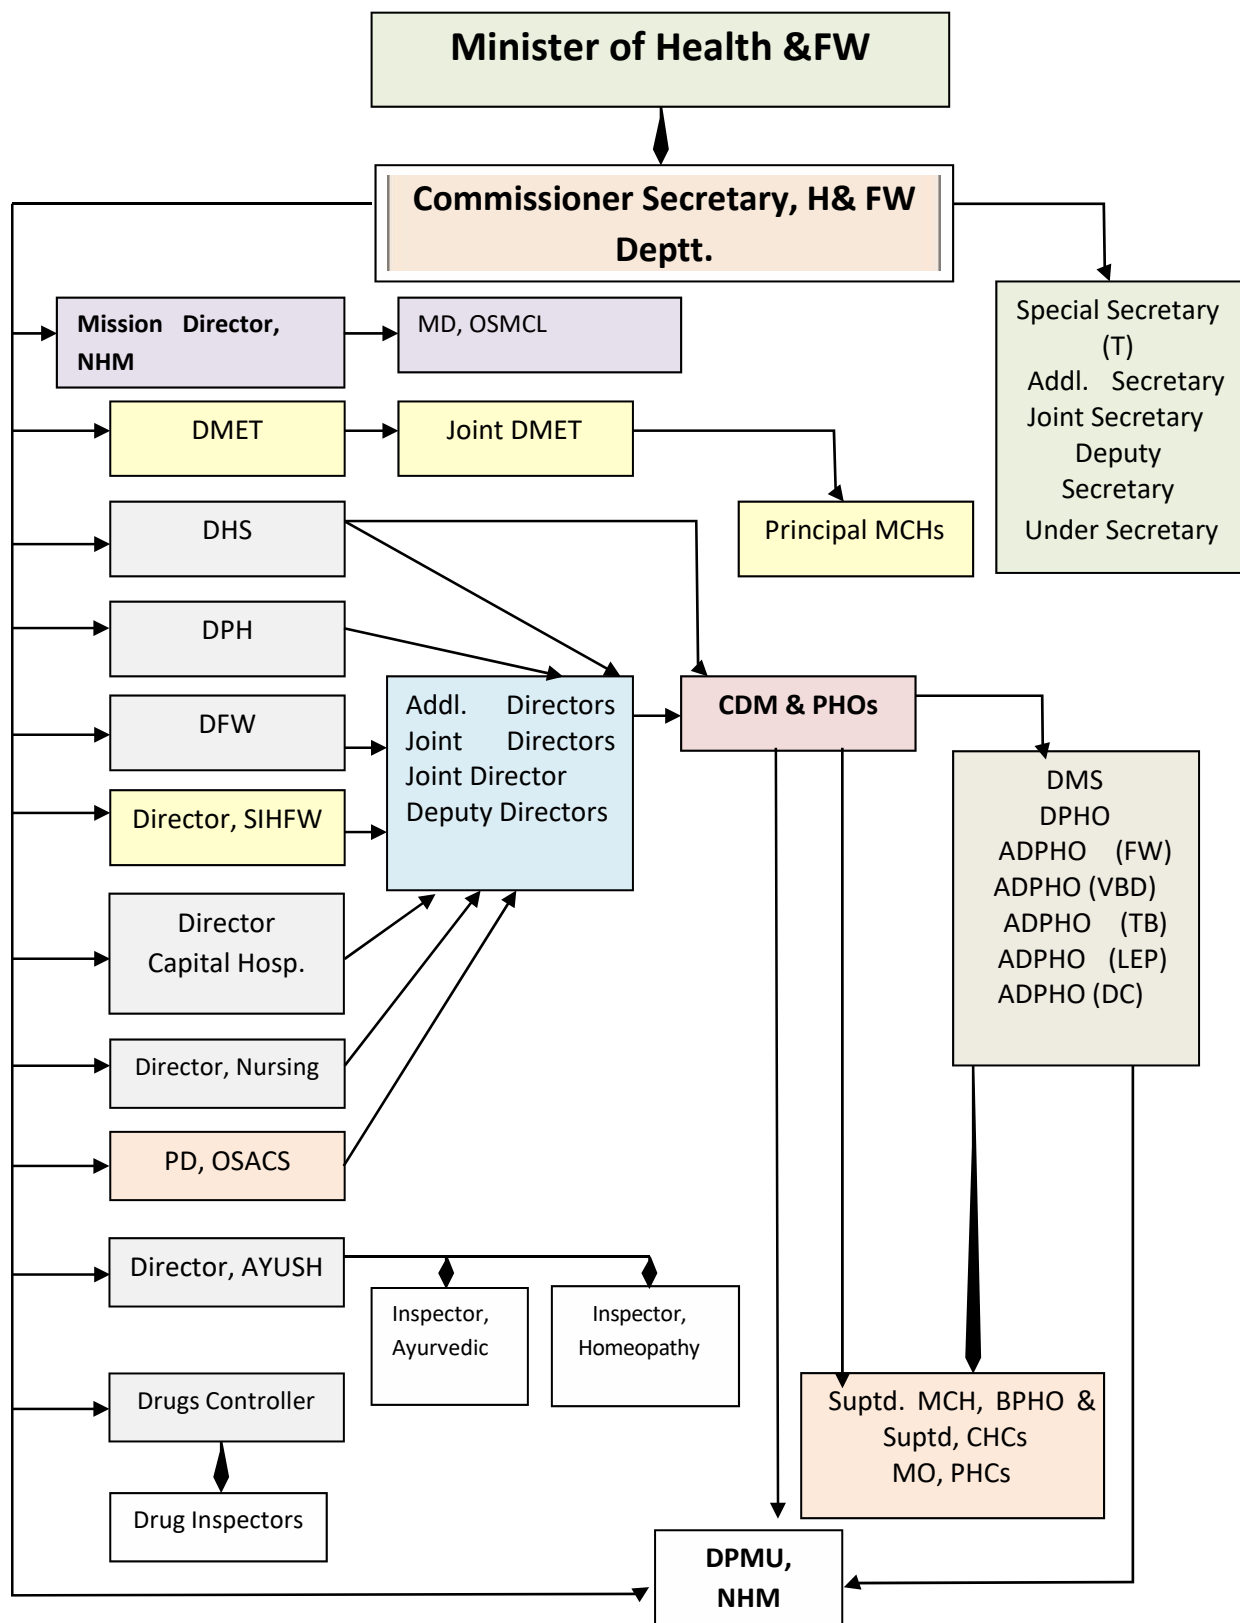 Minister of Health &FW
Commissioner Secretary, H& FW
Deptt.
Mission Director,
NHM
MD, OSMCL
Special Secretary
(T)
Addl. Secretary
Joint Secretary
Deputy
Secretary
Under Secretary
DMET
Joint DMET
Principal MCHs
DHS
DPH
DFW
Director, SIHFW
Addl. Directors
Joint Directors
Joint Director
Deputy Directors
CDM & PHOs
DMS
DPHO
ADPHO (FW)
ADPHO (VBD)
ADPHO (TB)
ADPHO (LEP)
ADPHO (DC)
Director
Capital Hosp.
Director, Nursing
PD, OSACS
Director, AYUSH
Inspector,
Ayurvedic
Inspector,
Homeopathy
Drugs Controller
Drug Inspectors
Suptd. MCH, BPHO &
Suptd, CHCs
MO, PHCs
DPMU,
NHM